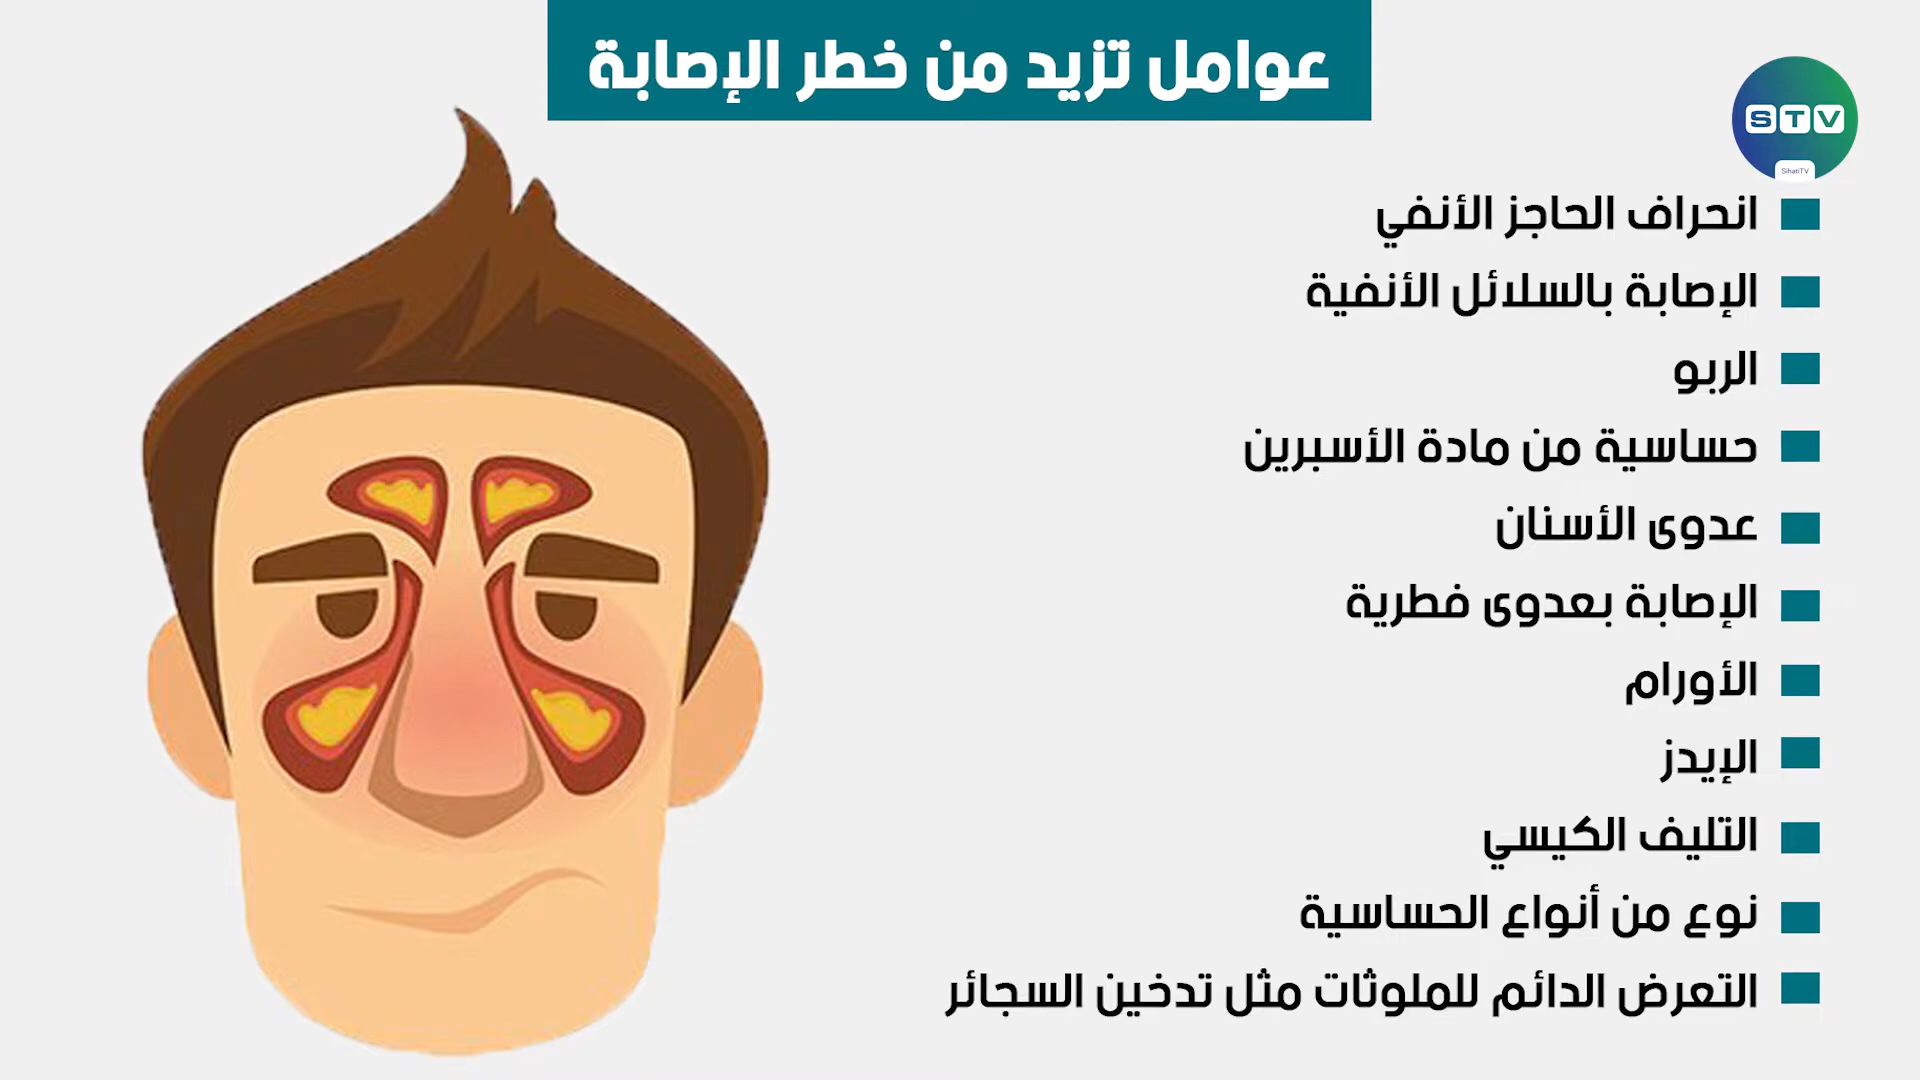 عوامل تزيد من خطر الإصابة
STV
SihatiTV
انحراف الحاجز الأنفي
الإصابة بالسلائل الأنفية
الربو
حساسية من مادة الأسبرين
عدوى الأسنان
الإصابة بعدوى فطرية
الأورام
الإيدز
التليف الكيسي
نوع من أنواع الحساسية
التعرض الدائم للملوثات مثل تدخين السجائر